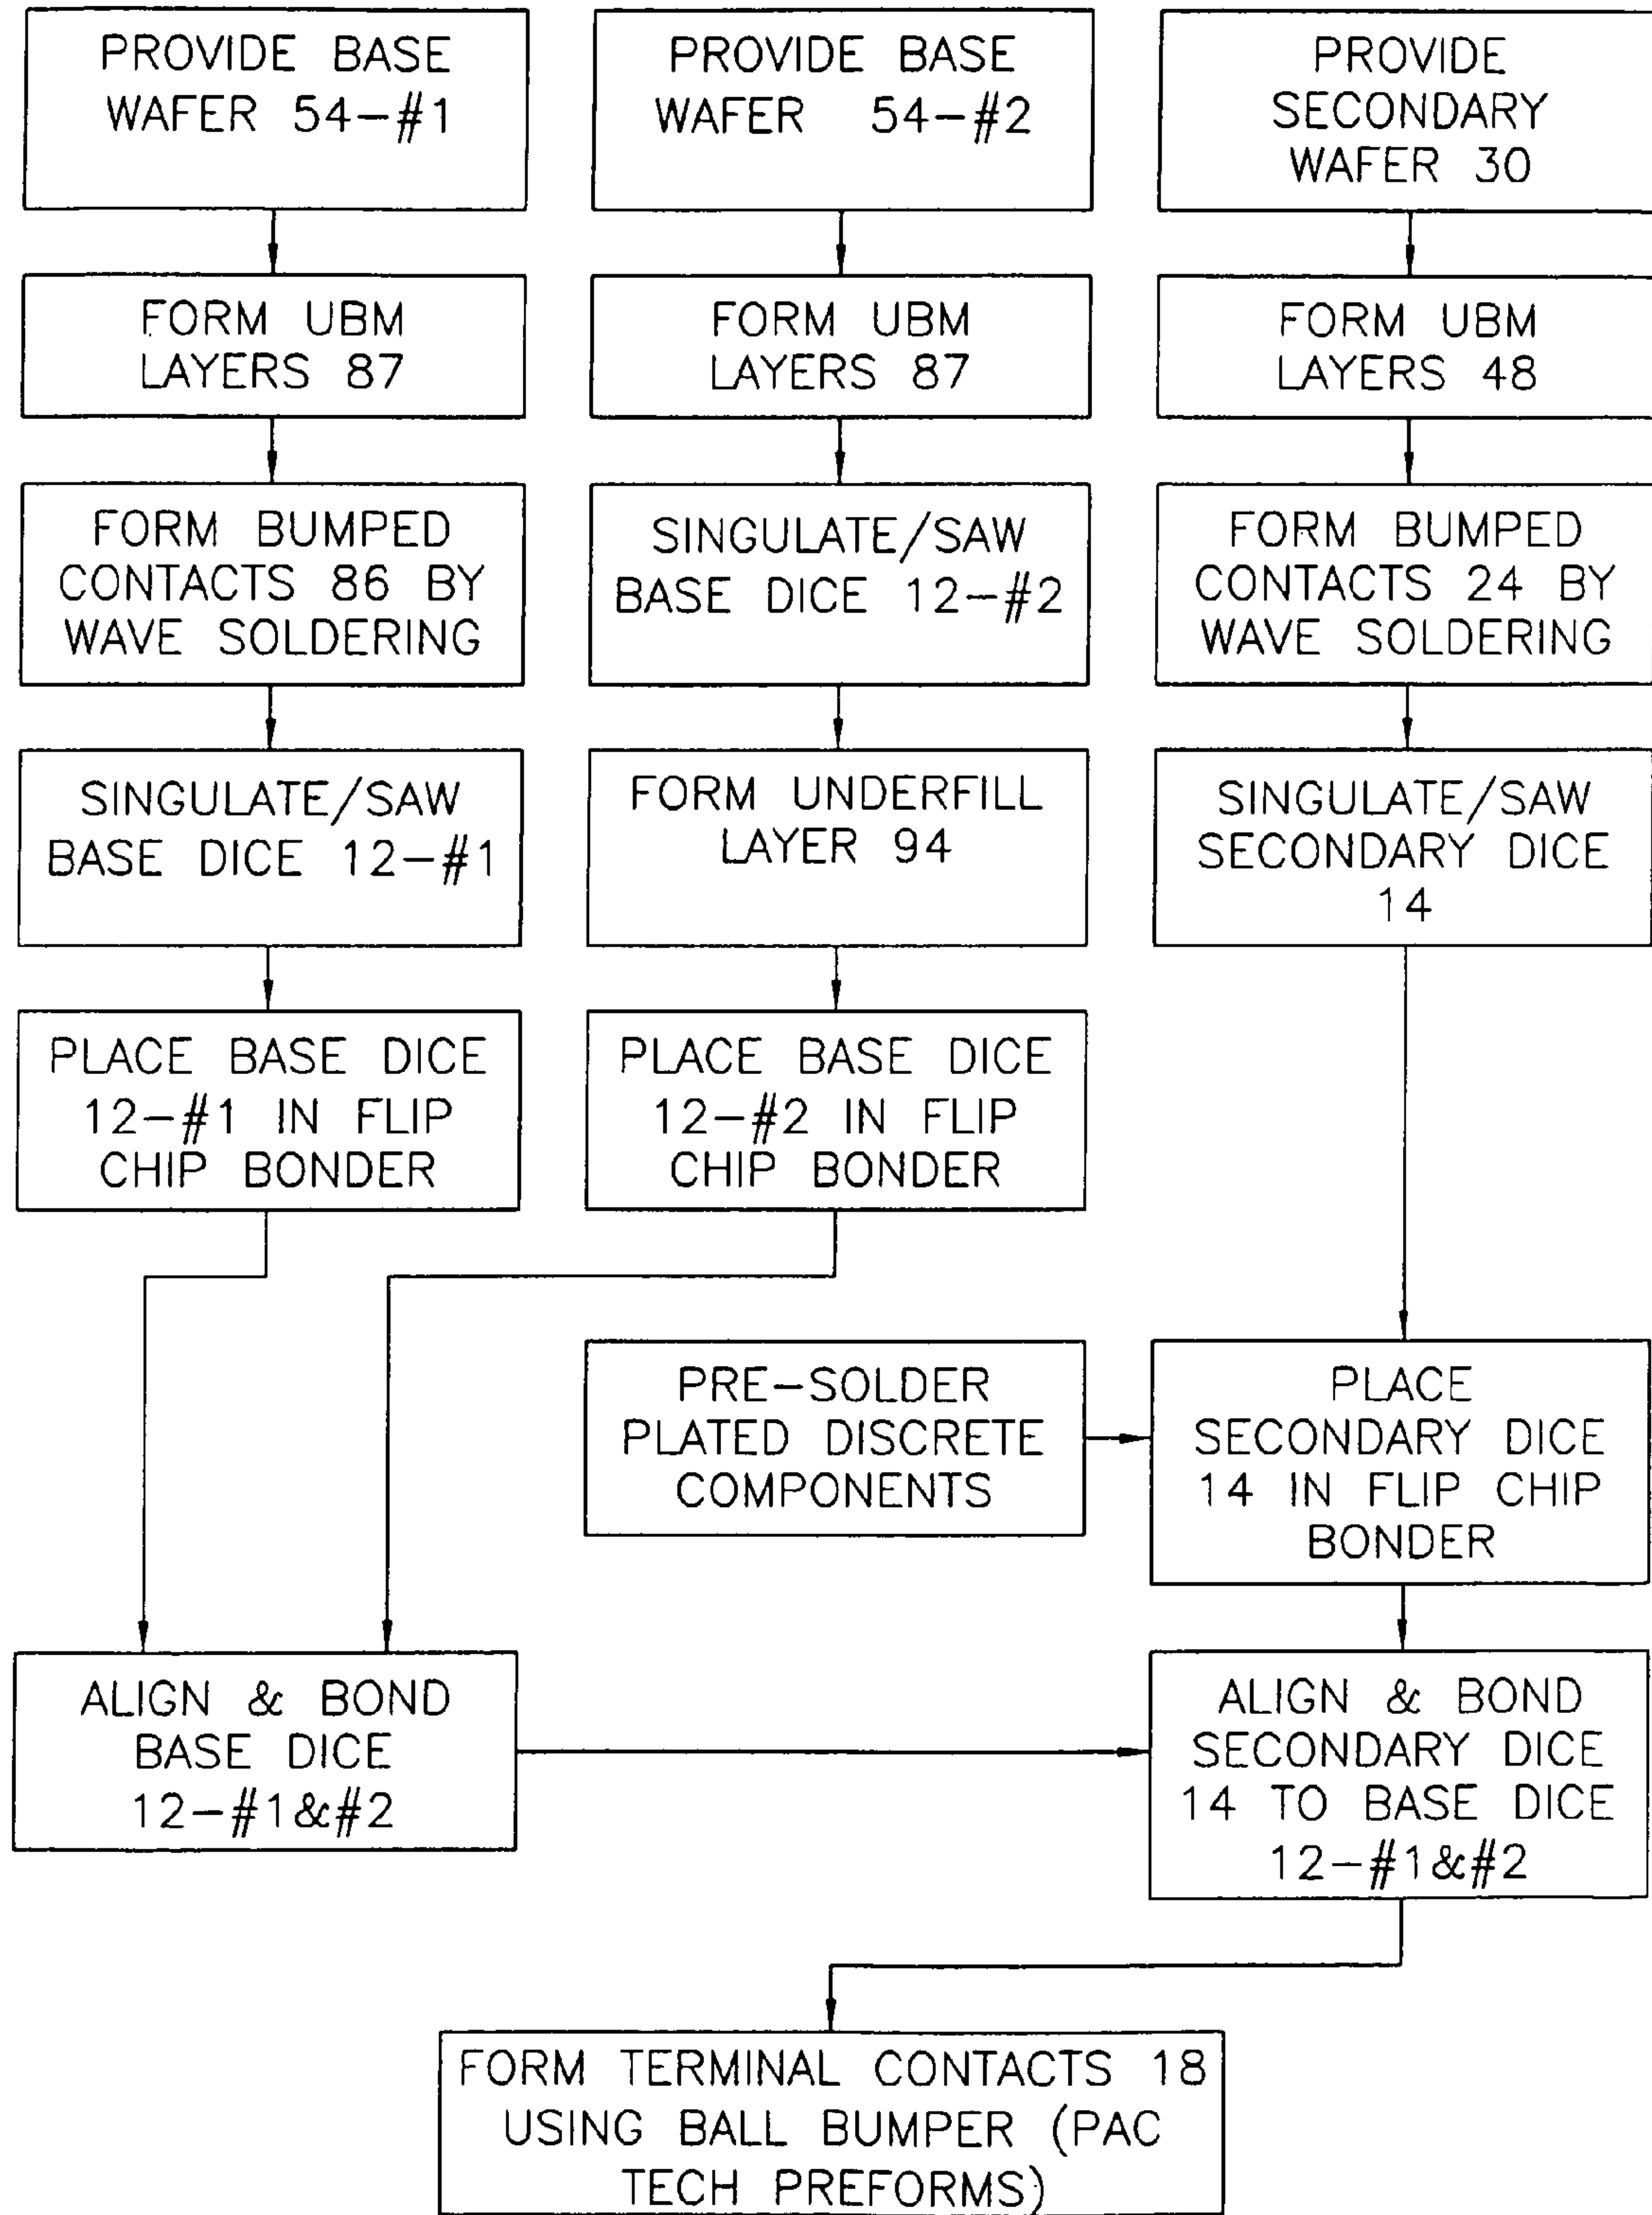 PROVIDE BASE
WAFER 54-#1
PROVIDE BASE
WAFER 54-#2
PROVIDE
SECONDARY
WAFER 30
FORM UBM
LAYERS 87
FORM UBM
LAYERS 87
FORM UBM
LAYERS 48
FORM BUMPED
CONTACTS 86 BY
WAVE SOLDERING
SINGULATE/SAW
BASE DICE 12-#2
FORM BUMPED
CONTACTS 24 BY
WAVE SOLDERING
SINGULATE/SAW
BASE DICE 12-#1
FORM UNDERFILL
LAYER 94
SINGULATE/SAW
SECONDARY DICE
14
PLACE BASE DICE
12-#1 IN FLIP
CHIP BONDER
PLACE BASE DICE
12-#2 IN FLIP
CHIP BONDER
PRE-SOLDER
PLATED DISCRETE
COMPONENTS
PLACE
SECONDARY DICE
14 IN FLIP CHIP
BONDER
ALIGN & BOND
BASE DICE
12-#1&#2
ALIGN & BOND
SECONDARY DICE
14 TO BASE DICE
12-#1&#2
FORM TERMINAL CONTACTS 18
USING BALL BUMPER (PAC
TECH PREFORMS)